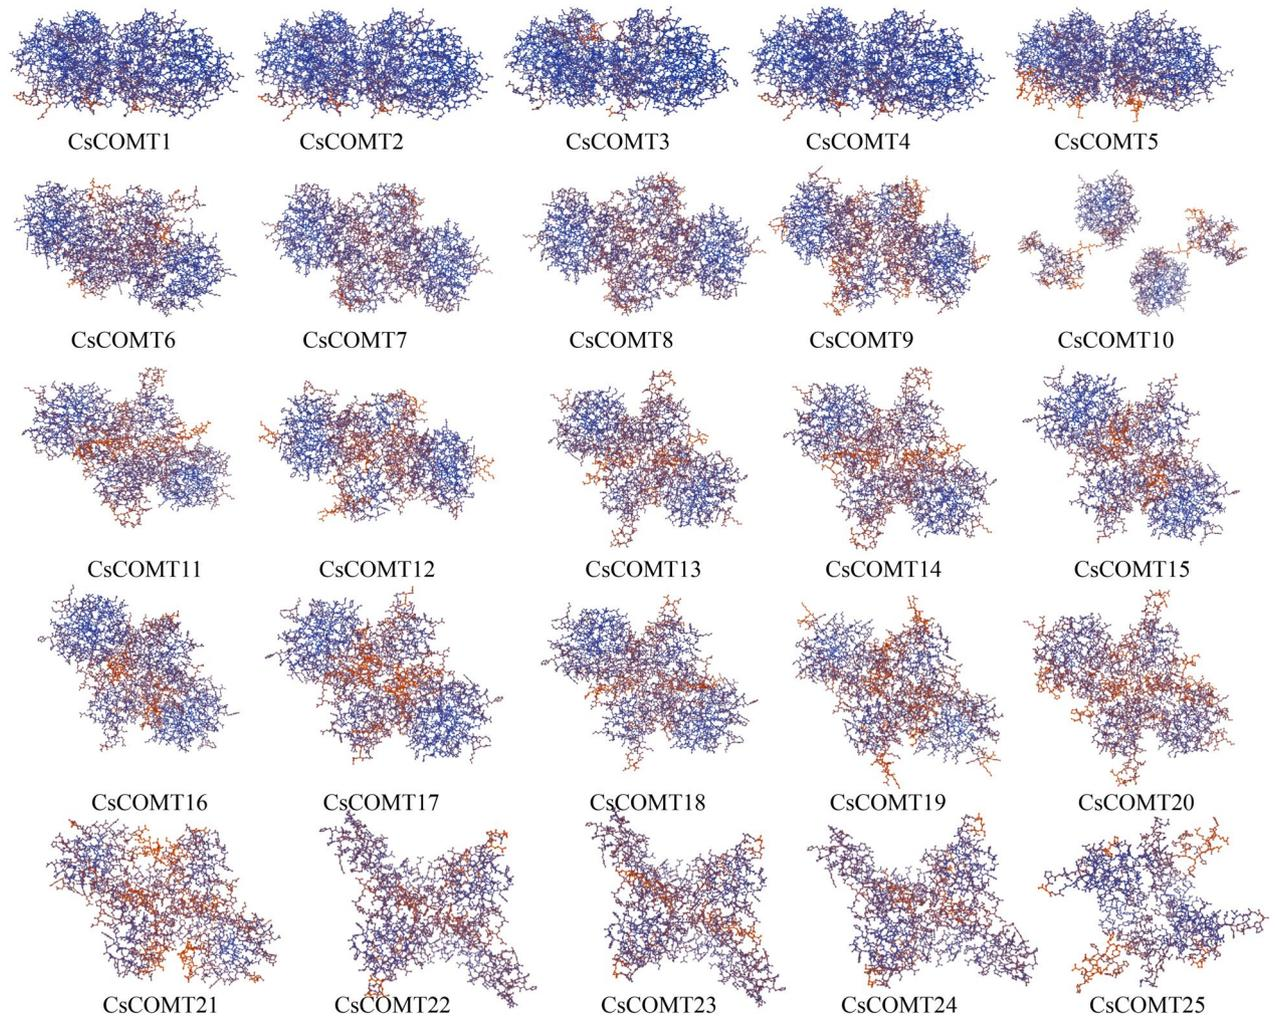 CsCOMT1 CsCOMT2 CsCOMT3 CsCOMT4 CsCOMT5
CsCOMT6 CsCOMT7 CsCOMT8 CsCOMT9 CsCOMT10
CsCOMT11 CsCOMT12 CsCOMT13 CsCOMT14 CsCOMT15
CsCOMT16 CsCOMT17 CsCOMT18 CsCOMT19 CsCOMT20
CsCOMT21 CsCOMT22 CsCOMT23 CsCOMT24 CsCOMT25